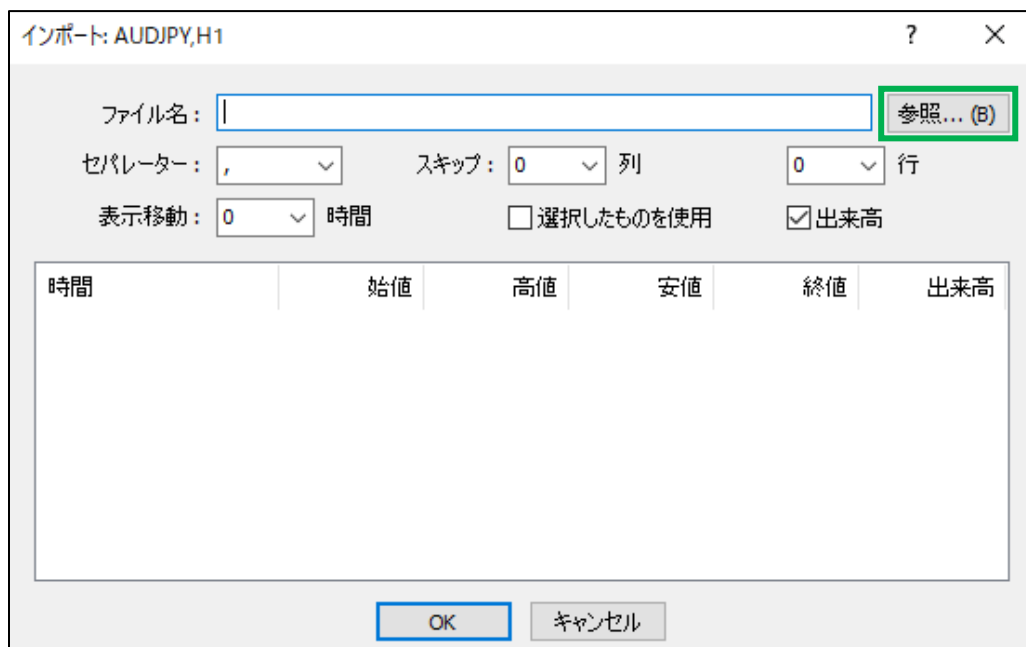 インポート: AUDJPY,H1 ?
ファイル名: 参照... (B)
セパレーター: , スキップ: 0 列 0 行
表示移動: 0 時間 選択したものを使用 出来高
時間 始値 高値 安値 終値 出来高
OK キャンセル